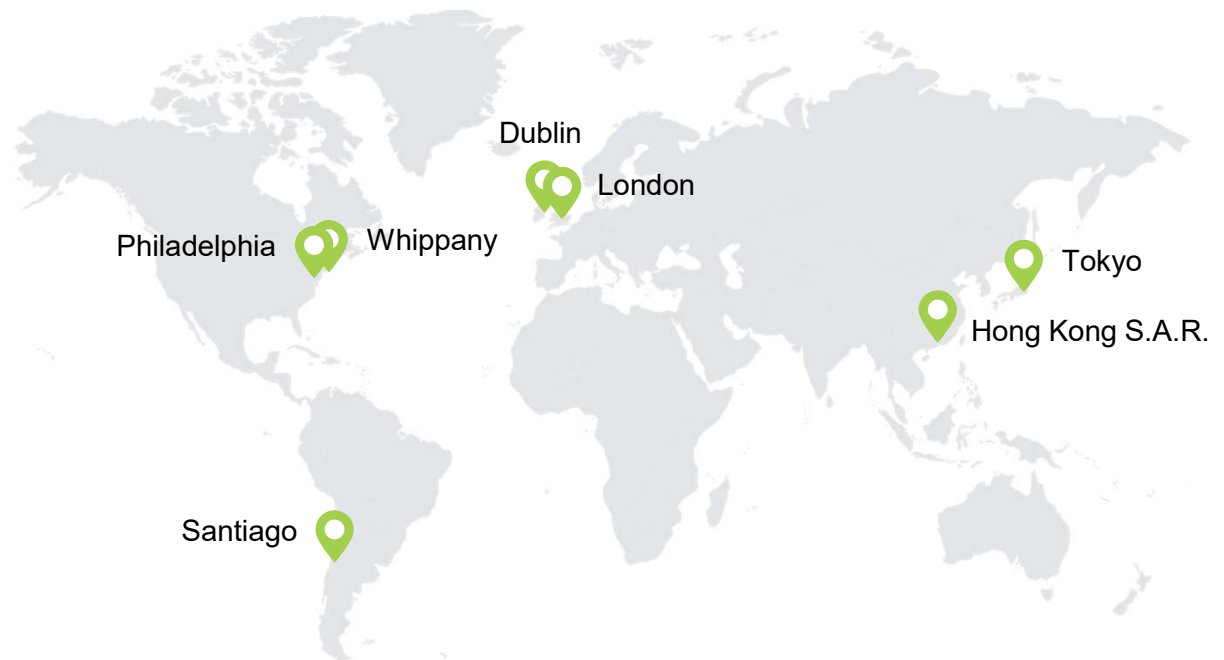 Dublin
London
Philadelphia
Whippany
Tokyo
Hong Kong S.A.R.
Santiago